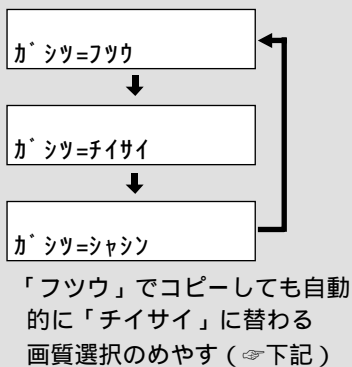 ｶﾞｼﾂ=ﾌﾂｳ
ｶﾞｼﾂ=ﾁｲｻｲ
ｶﾞｼﾂ=ｼｬｼﾝ
「フツウ」でコピーしても自動
的に「チイサイ」に替わる
画質選択のめやす(☞下記)